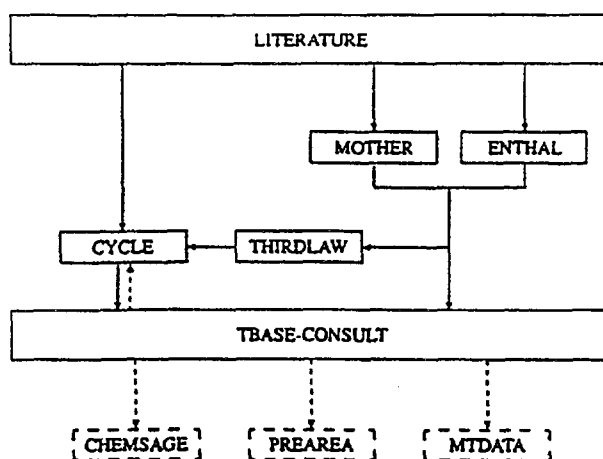 LITERATURE
MOTHER
ENTHAL
CYCLE
THIRDLAW
TBASE-CONSULT
CHEMSAGE
PREAREA
MTDATA